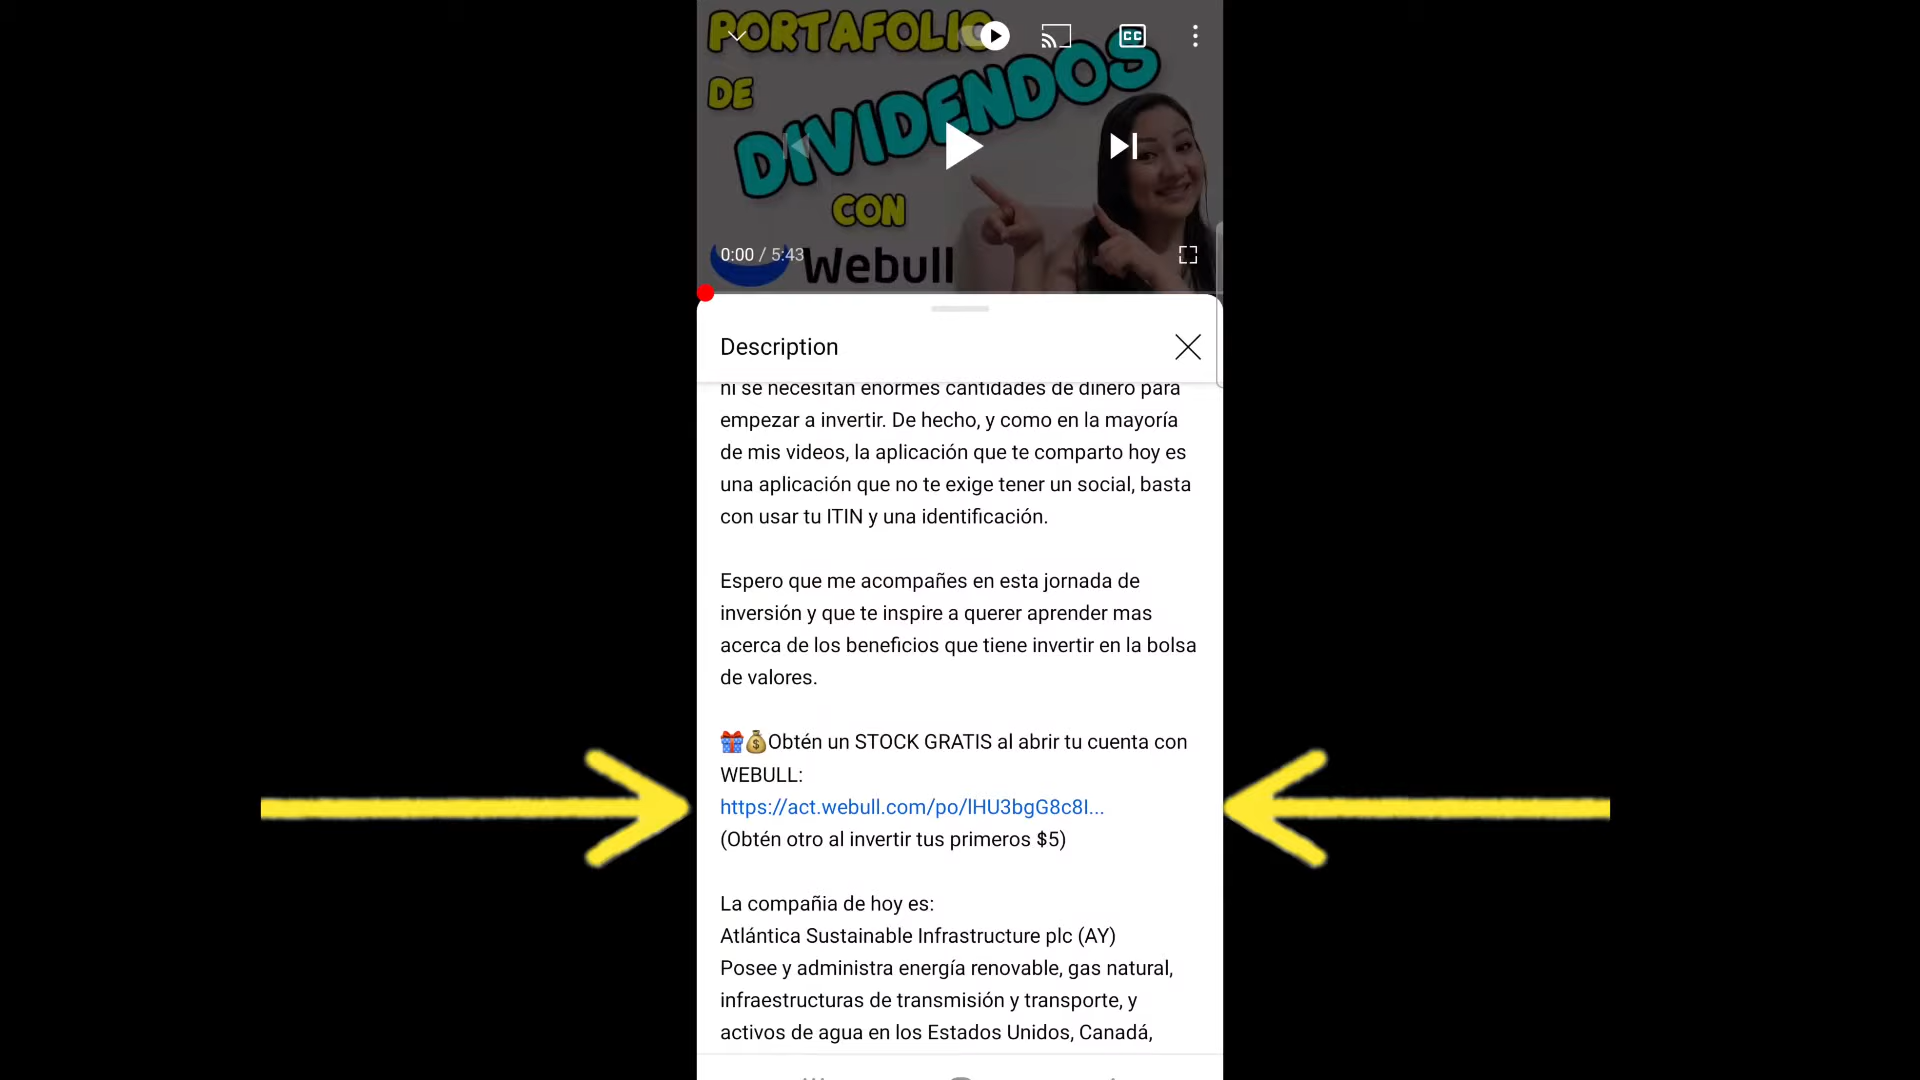 PORTAFOLIO
DE
DIVIDENDOS
CON
Webull
CC
0:00 / 5:43
Description
ni se necesitan enormes cantidades de dinero para
empezar a invertir. De hecho, y como en la mayoría
de mis videos, la aplicación que te comparto hoy es
una aplicación que no te exige tener un social, basta
con usar tu ITIN y una identificación.
Espero que me acompañes en esta jornada de
inversión y que te inspire a querer aprender mas
acerca de los beneficios que tiene invertir en la bolsa
de valores.
🎁💰Obtén un STOCK GRATIS al abrir tu cuenta con
WEBULL:
https://act.webull.com/po/lHU3bgG8c8I...
(Obtén otro al invertir tus primeros $5)
La compañia de hoy es:
Atlántica Sustainable Infrastructure plc (AY)
Posee y administra energía renovable, gas natural,
infraestructuras de transmisión y transporte, y
activos de agua en los Estados Unidos, Canadá,